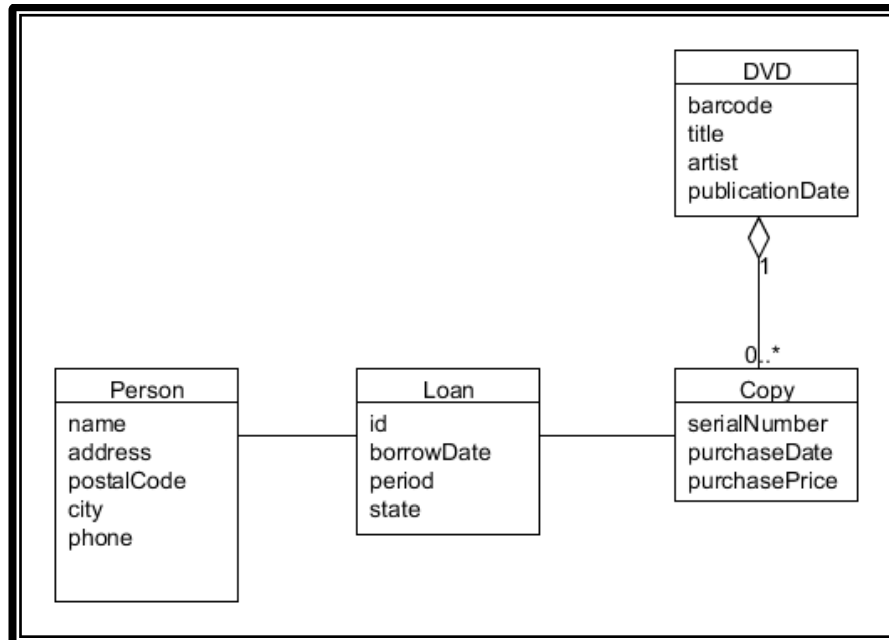 DVD
barcode
title
artist
publicationDate
1
0..*
Person
name
address
postalCode
city
phone
Loan
id
borrowDate
period
state
Copy
serialNumber
purchaseDate
purchasePrice